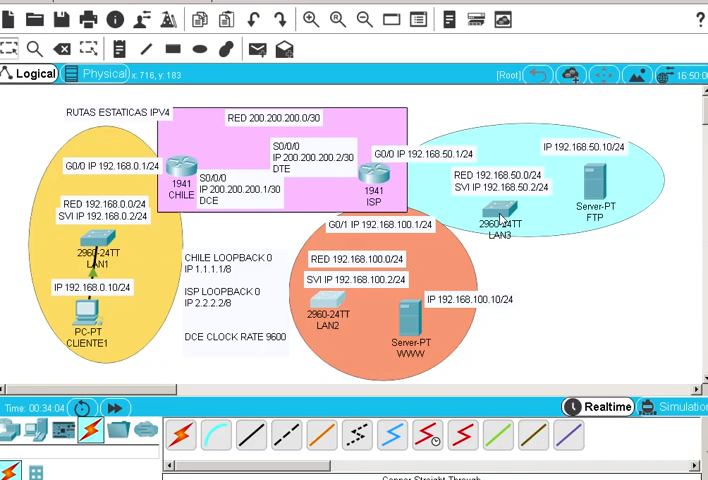 Logical
Physical
x: 716, y: 183
[Root]
16:50:0
RUTAS ESTATICAS IPV4
RED 200.200.200.0/30
G0/0 IP 192.168.0.1/24
S0/0/0
IP 200.200.200.1/30
DCE
1941
CHILE
S0/0/0
IP 200.200.200.2/30
DTE
1941
ISP
G0/0 IP 192.168.50.1/24
IP 192.168.50.10/24
RED 192.168.50.0/24
SVI IP 192.168.50.2/24
2960-24TT
LAN3
Server-PT
FTP
RED 192.168.0.0/24
SVI IP 192.168.0.2/24
2960-24TT
LAN1
IP 192.168.0.10/24
PC-PT
CLIENTE1
CHILE LOOPBACK 0
IP 1.1.1.1/8
ISP LOOPBACK 0
IP 2.2.2.2/8
DCE CLOCK RATE 9600
G0/1 IP 192.168.100.1/24
RED 192.168.100.0/24
SVI IP 192.168.100.2/24
2960-24TT
LAN2
IP 192.168.100.10/24
Server-PT
WWW
Time: 00:34:04
Realtime
Simulation
Copper Straight-Through